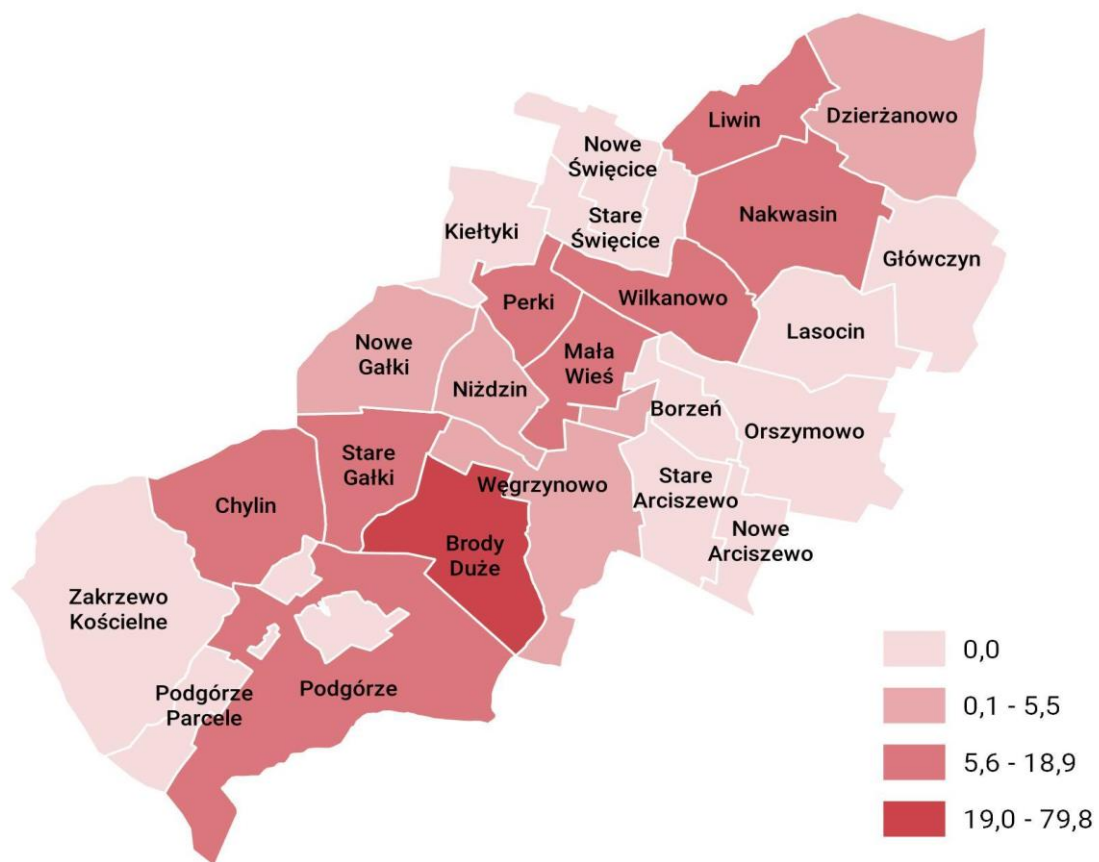 Liwin
Dzierżanowo
Nowe
Święcice
Nakwasin
Stare
Święcice
Kiełtyki
Główczyn
Perki
Wilkanowo
Lasocin
Nowe
Gałki
Mała
Wieś
Niżdzin
Borzeń
Orszymowo
Stare
Gałki
Węgrzynowo
Stare
Arciszewo
Chylin
Nowe
Arciszewo
Brody
Duże
Zakrzewo
Kościelne
Podgórze
Parcele
Podgórze
0,0
0,1 - 5,5
5,6 - 18,9
19,0 - 79,8